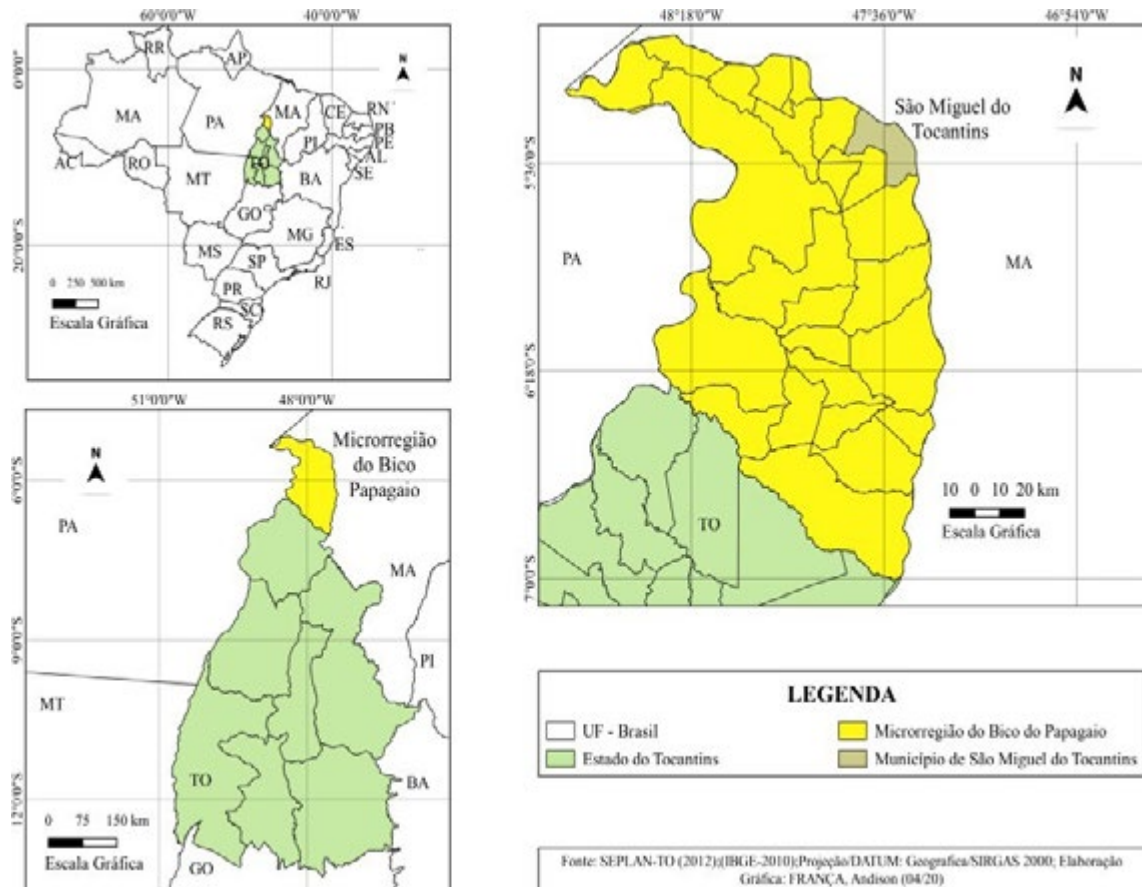 60°0'0"W
40°0'0"W
0°0'0"
20°0'0"S
N
RR
AP
MA
PA
MA
CE
RN
PB
PE
AL
SE
PI
AC
RO
MT
TO
BA
GO
MG
ES
MS
SP
RJ
PR
SC
RS
0 250 500 km
Escala Gráfica
51°0'0"W
48°0'0"W
6°0'0"S
9°0'0"S
12°0'0"S
N
Microrregião
do Bico
Papagaio
PA
MA
PI
MT
TO
BA
GO
0 75 150 km
Escala Gráfica
48°18'0"W
47°36'0"W
46°54'0"W
5°36'0"S
6°18'0"S
7°0'0"S
N
São Miguel do
Tocantins
PA
MA
TO
10 0 10 20 km
Escala Gráfica
LEGENDA
UF - Brasil
Microrregião do Bico do Papagaio
Estado do Tocantins
Município de São Miguel do Tocantins
Fonte: SEPLAN-TO (2012);(IBGE-2010);Projeção/DATUM: Geografica/SIRGAS 2000; Elaboração
Gráfica: FRANÇA, Andison (04/20)